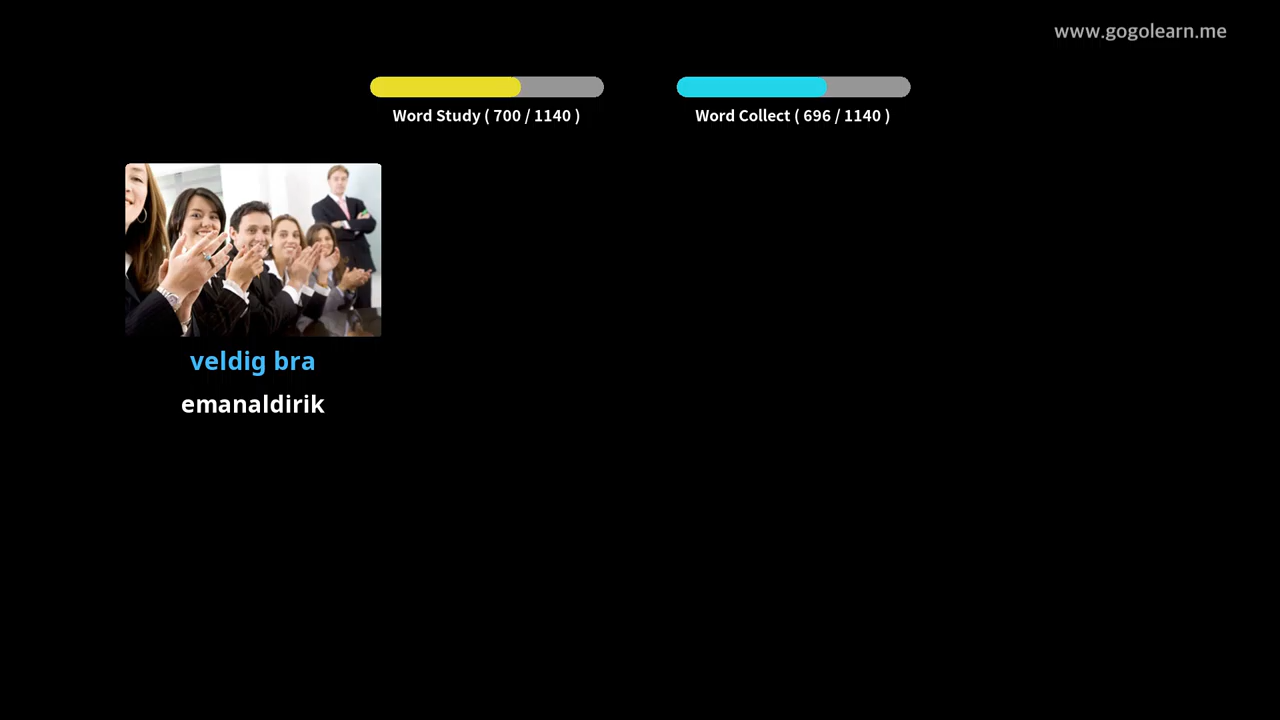 www.gogolearn.me
Word Study ( 700 / 1140 )
Word Collect ( 696 / 1140 )
veldig bra
emanaldirik